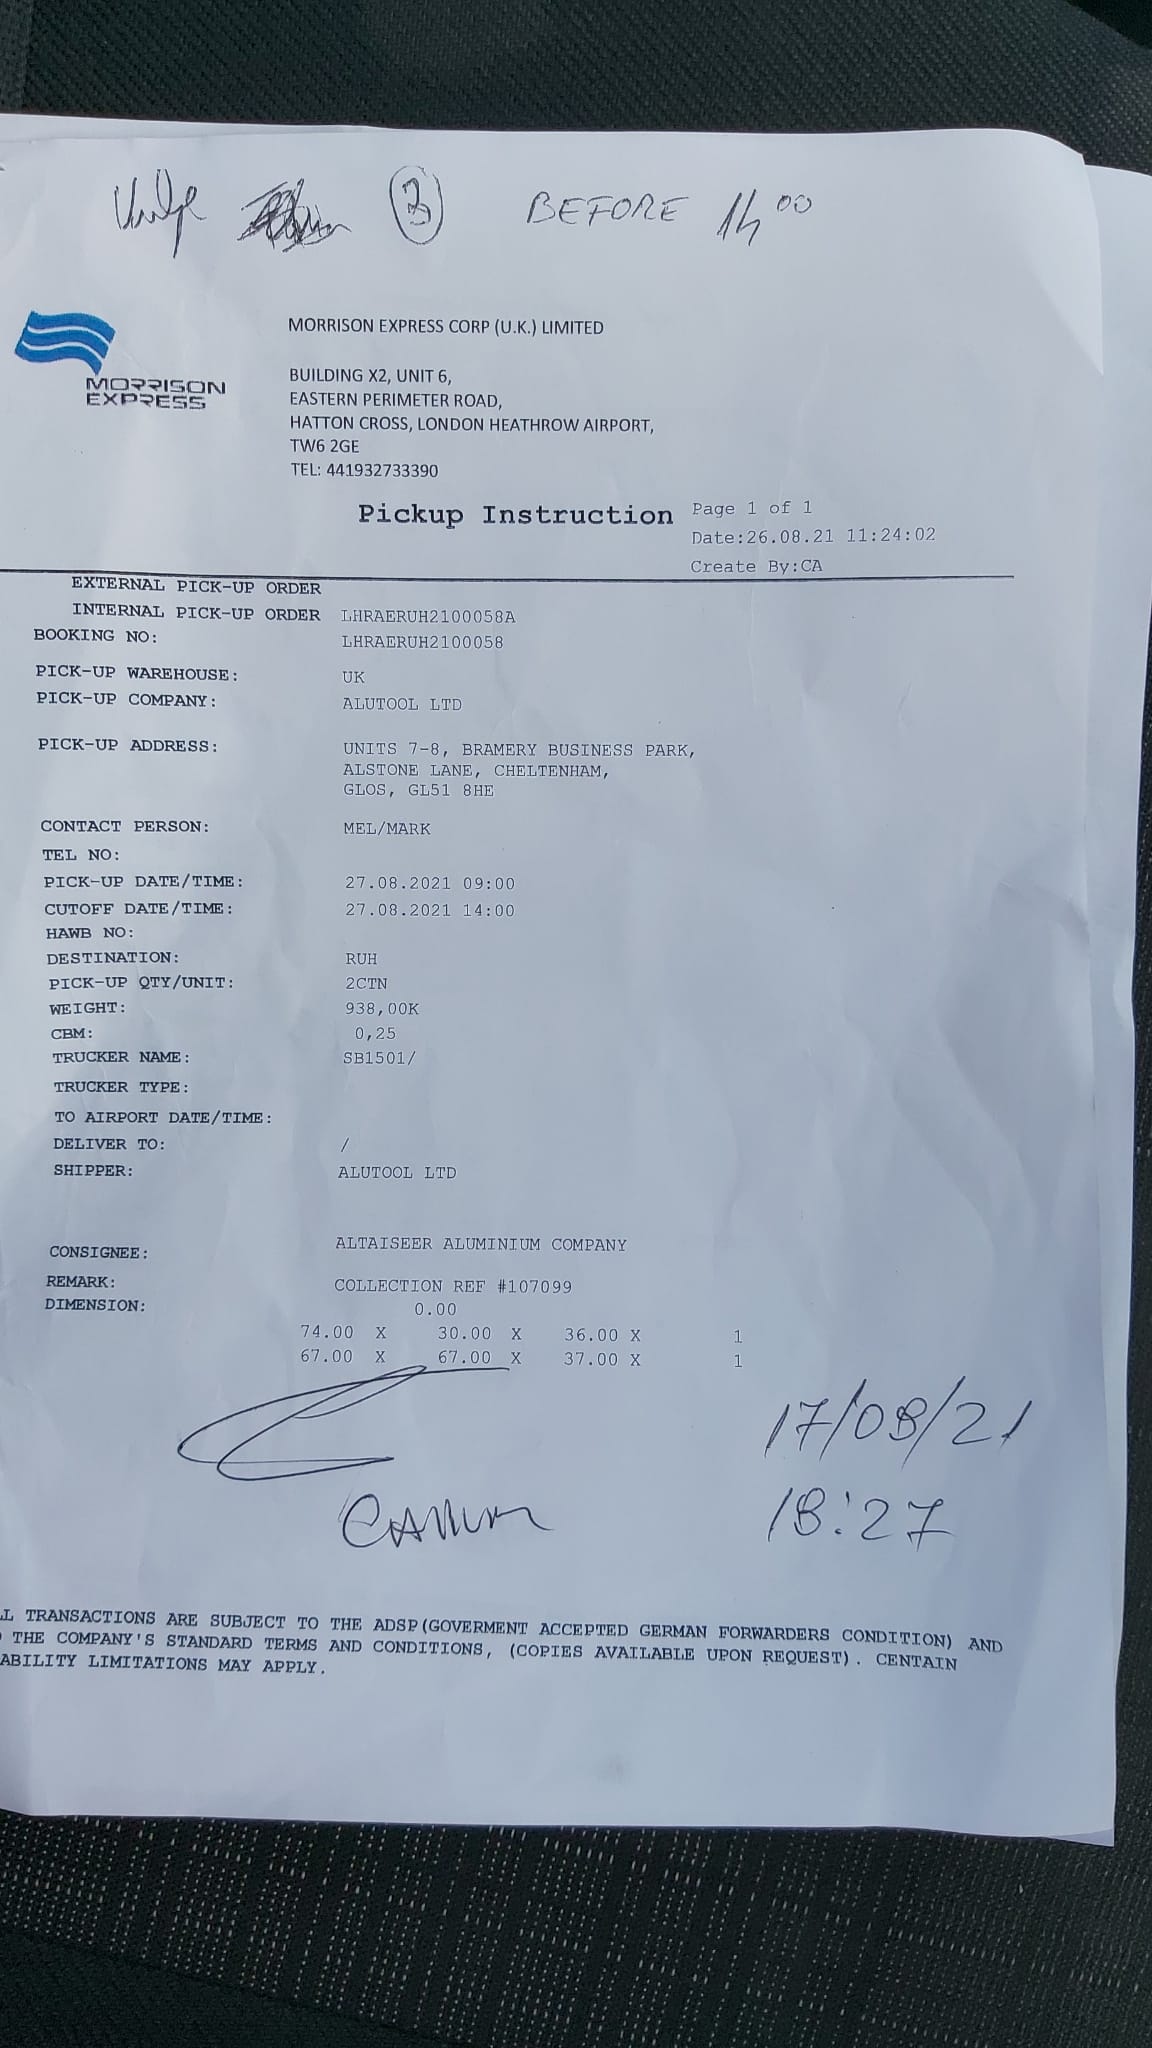 3 BEFORE 14 00
MORRISON EXPRESS
MORRISON EXPRESS CORP (U.K.) LIMITED
BUILDING X2, UNIT 6,
EASTERN PERIMETER ROAD,
HATTON CROSS, LONDON HEATHROW AIRPORT,
TW6 2GE
TEL: 441932733390
Pickup Instruction
Page 1 of 1
Date:26.08.21 11:24:02
Create By:CA
EXTERNAL PICK-UP ORDER
INTERNAL PICK-UP ORDER LHRAERUH2100058A
BOOKING NO: LHRAERUH2100058
PICK-UP WAREHOUSE: UK
PICK-UP COMPANY: ALUTOOL LTD
PICK-UP ADDRESS: UNITS 7-8, BRAMERY BUSINESS PARK,
ALSTONE LANE, CHELTENHAM,
GLOS, GL51 8HE
CONTACT PERSON: MEL/MARK
TEL NO:
PICK-UP DATE/TIME: 27.08.2021 09:00
CUTOFF DATE/TIME: 27.08.2021 14:00
HAWB NO:
DESTINATION: RUH
PICK-UP QTY/UNIT: 2CTN
WEIGHT: 938,00K
CBM: 0,25
TRUCKER NAME: SB1501/
TRUCKER TYPE:
TO AIRPORT DATE/TIME:
DELIVER TO: /
SHIPPER: ALUTOOL LTD
CONSIGNEE: ALTAISEER ALUMINIUM COMPANY
REMARK: COLLECTION REF #107099
DIMENSION: 0.00
74.00 X 30.00 X 36.00 X 1
67.00 X 67.00 X 37.00 X 1
17/08/21
18:27
TRANSACTIONS ARE SUBJECT TO THE ADSP(GOVERMENT ACCEPTED GERMAN FORWARDERS CONDITION) AND
THE COMPANY'S STANDARD TERMS AND CONDITIONS, (COPIES AVAILABLE UPON REQUEST). CENTAIN
ABILITY LIMITATIONS MAY APPLY.